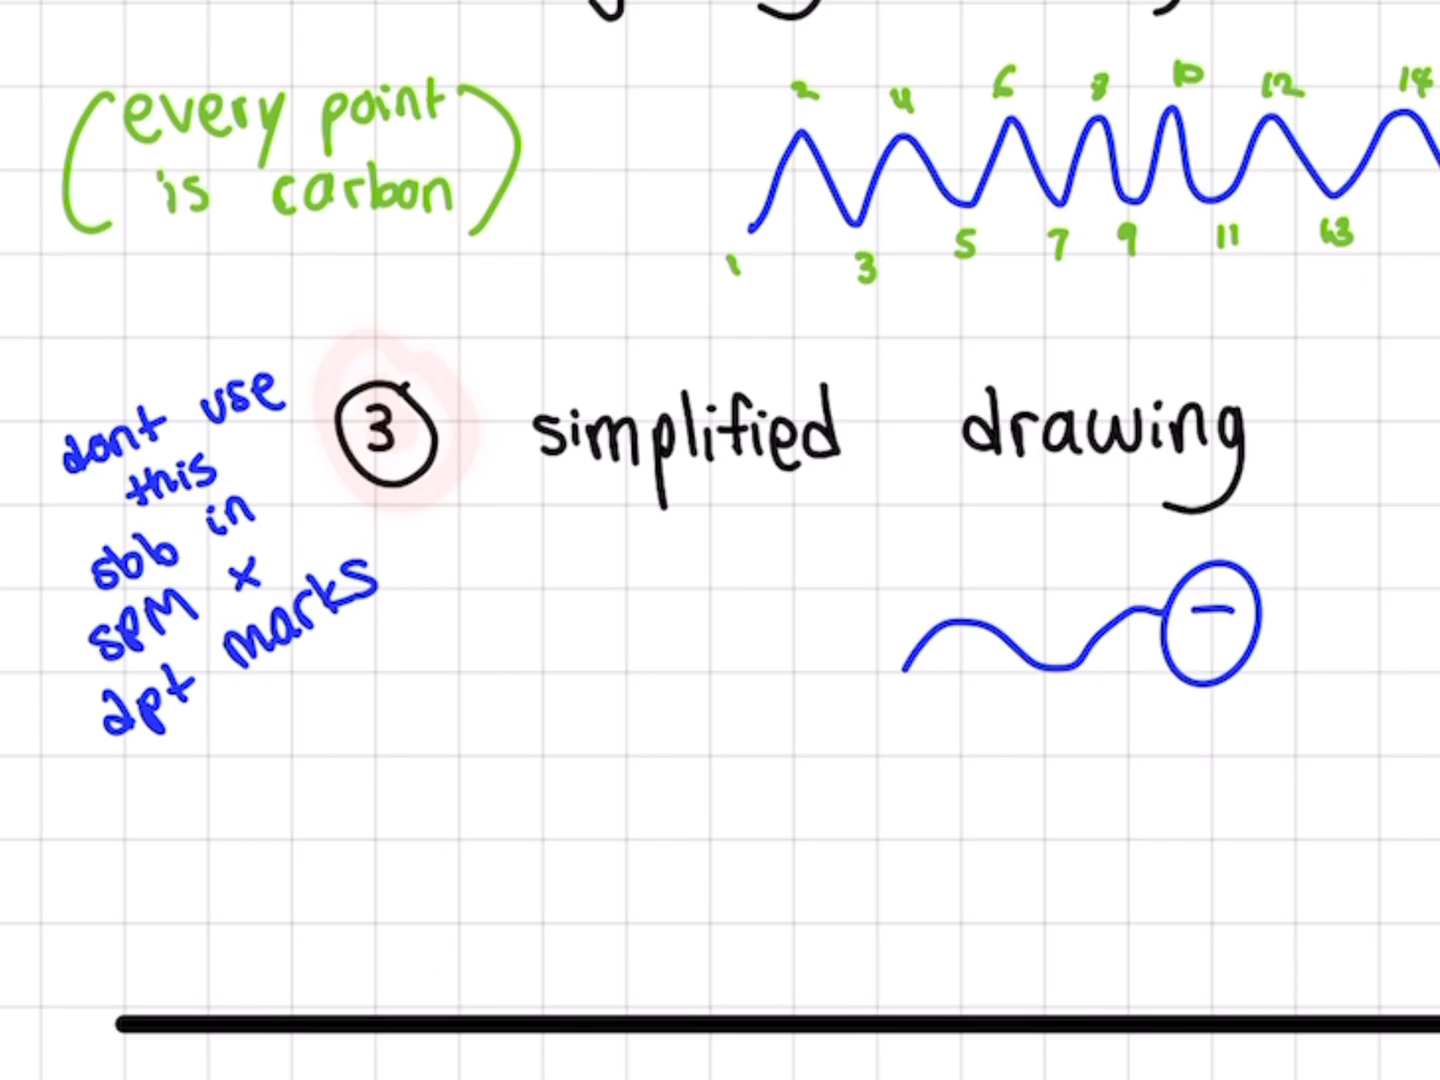 2 4 6 8 10 12 14
(every point
is carbon)
1 3 5 7 9 11 13
3 simplified drawing
dont use
this
sbb in
SPM x
dpt marks
−